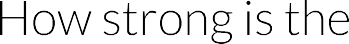 How strong is the